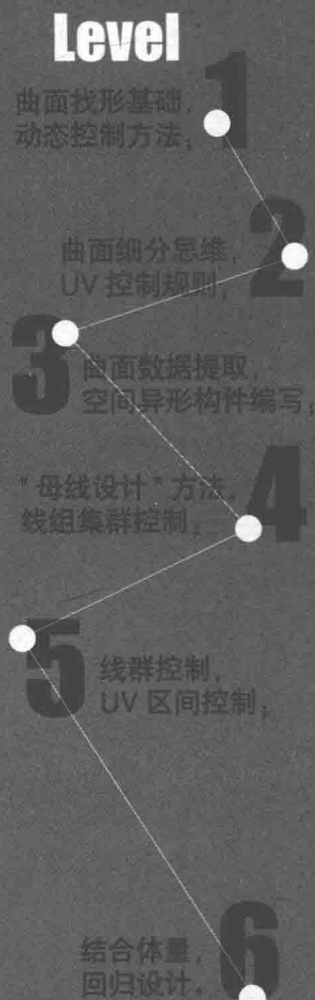 Level
1
曲面找形基础，
动态控制方法；
2
曲面细分思维，
UV 控制规则；
3
曲面数据提取，
空间异形构件编写；
4
“母线设计”方法，
线组集群控制；
5
线群控制，
UV 区间控制；
6
结合体量，
回归设计。